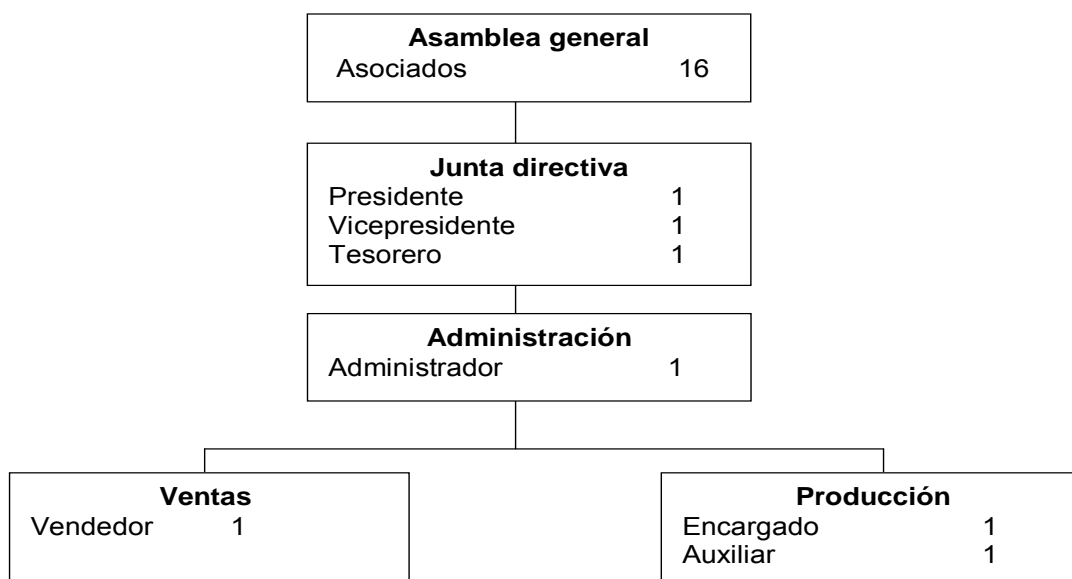 Asamblea general
Asociados 16
Junta directiva
Presidente 1
Vicepresidente 1
Tesorero 1
Administración
Administrador 1
Ventas
Vendedor 1
Producción
Encargado 1
Auxiliar 1